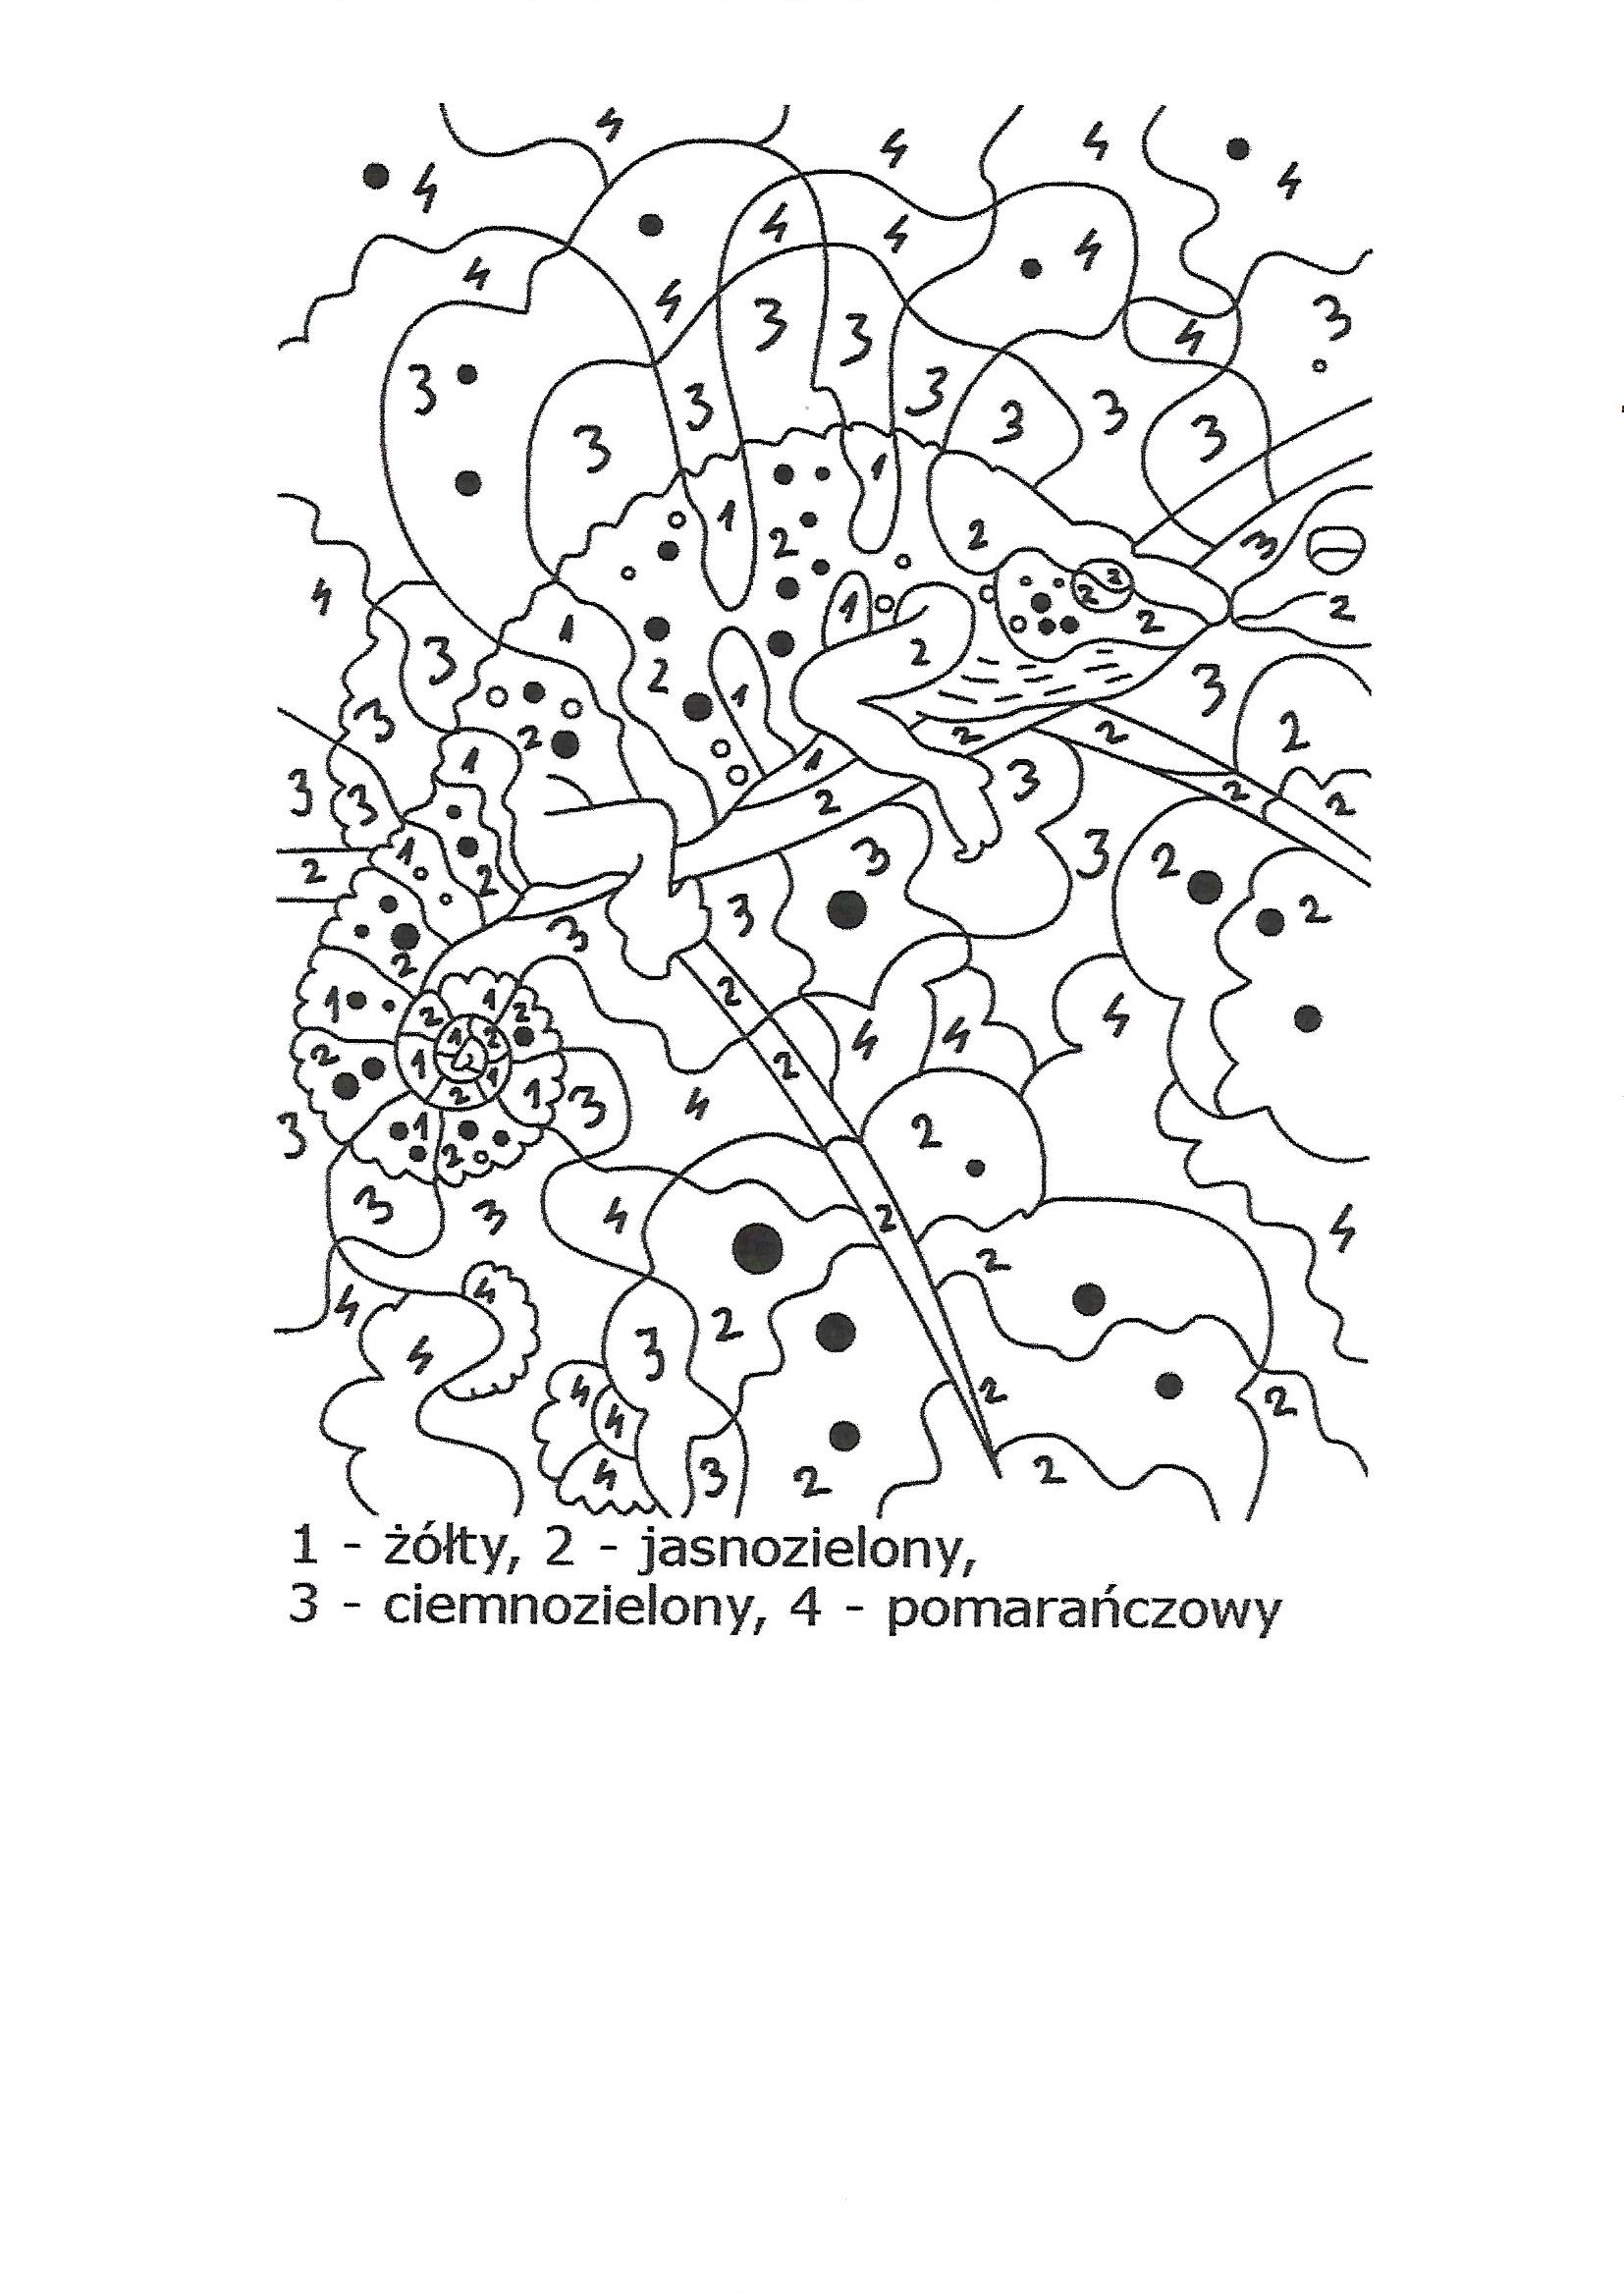 1 - żółty, 2 - jasnozielony,
3 - ciemnozielony, 4 - pomarańczowy